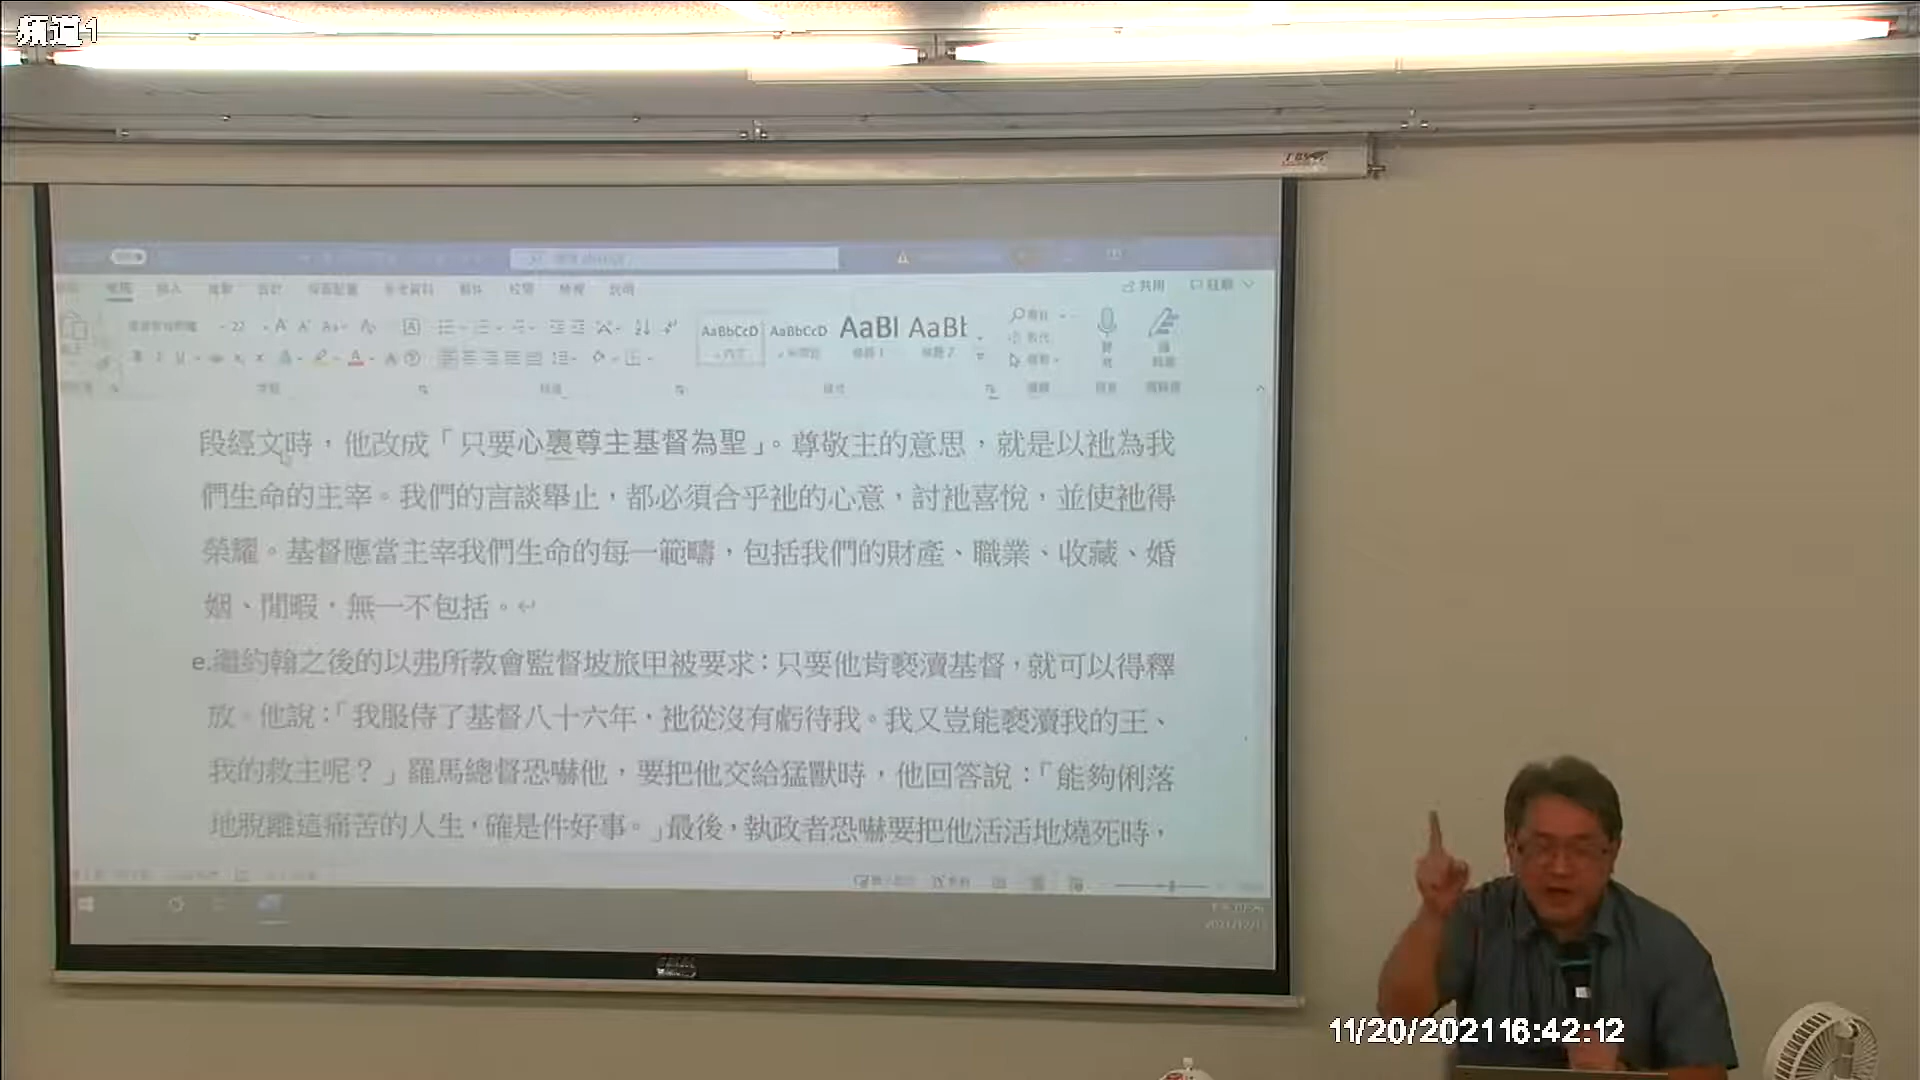 頻道1
共用
AaBbCcD AaBbCcD AaBl AaBb
段經文時，他改成「只要心裏尊主基督為聖」。尊敬主的意思，就是以祂為我
們生命的主宰。我們的言談舉止，都必須合乎祂的心意，討祂喜悅，並使祂得
榮耀。基督應當主宰我們生命的每一範疇，包括我們的財產、職業、收藏、婚
姻、閒暇，無一不包括。
e.繼約翰之後的以弗所教會監督坡旅甲被要求：只要他肯褻瀆基督，就可以得釋
放。他說：「我服侍了基督八十六年，祂從沒有虧待我。我又豈能褻瀆我的王、
我的救主呢？」羅馬總督恐嚇他，要把他交給猛獸時，他回答說：「能夠俐落
地脫離這痛苦的人生，確是件好事。」最後，執政者恐嚇要把他活活地燒死時，
11/20/2021 16:42:12